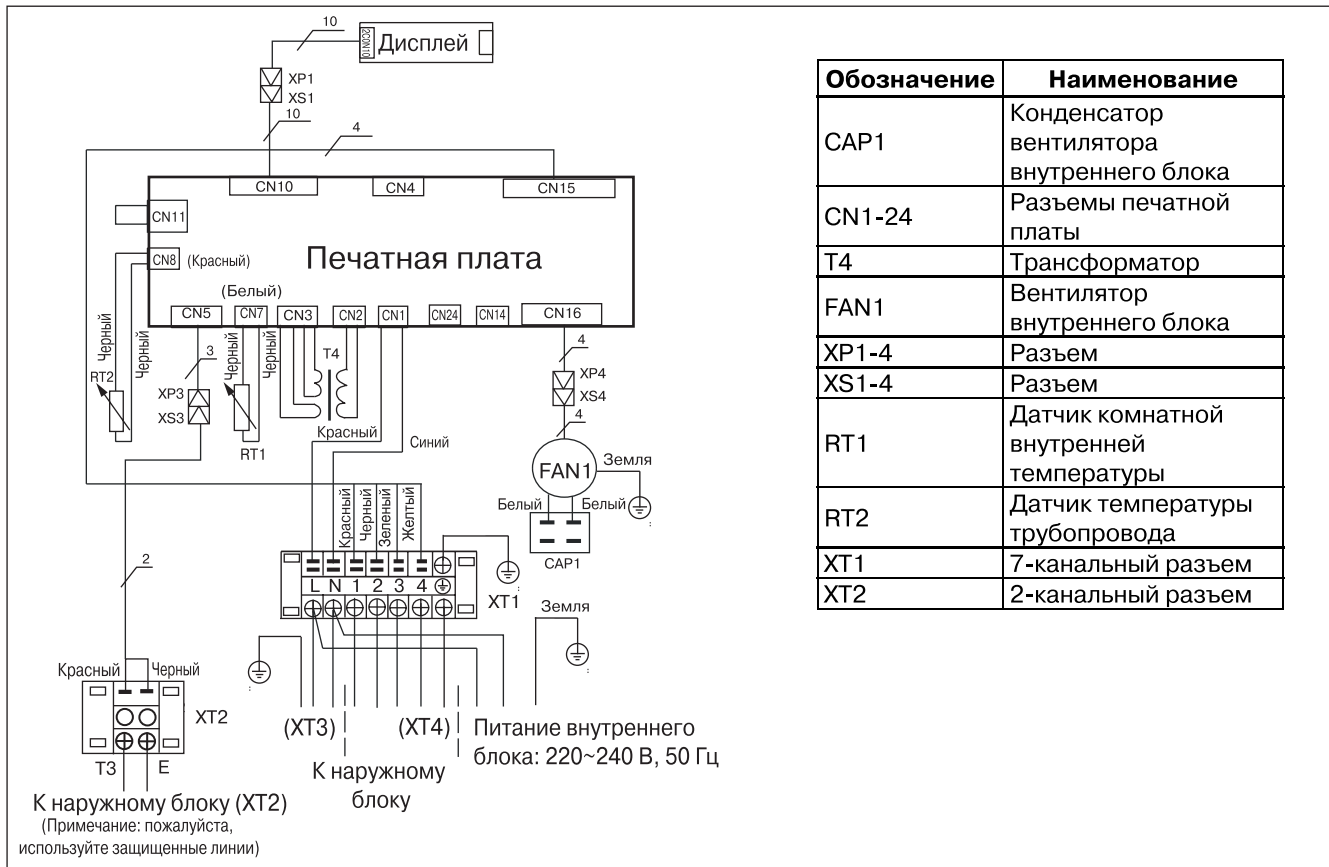 10
2CON10
Дисплей
XP1
XS1
10
4
CN10
CN4
CN15
CN11
CN8
(Красный)
Печатная плата
(Белый)
CN5
CN7
CN3
CN2
CN1
CN24
CN14
CN16
Черный
Черный
3
Черный
Черный
T4
4
RT2
XP3
XS3
XP4
XS4
RT1
Красный
Синий
4
FAN1
Земля
Белый
Белый
CAP1
Красный
Черный
Зеленый
Желтый
2
L N 1 2 3 4
XT1
Земля
Красный
Черный
XT2
T3
E
(XT3)
(XT4)
Питание внутреннего
блока: 220~240 В, 50 Гц
К наружному
блоку
К наружному блоку (XT2)
(Примечание: пожалуйста,
используйте защищенные линии)
Обозначение Наименование
CAP1
Конденсатор
вентилятора
внутреннего блока
CN1-24
Разъемы печатной
платы
T4 Трансформатор
FAN1
Вентилятор
внутреннего блока
XP1-4 Разъем
XS1-4 Разъем
RT1
Датчик комнатной
внутренней
температуры
RT2
Датчик температуры
трубопровода
XT1 7-канальный разъем
XT2 2-канальный разъем